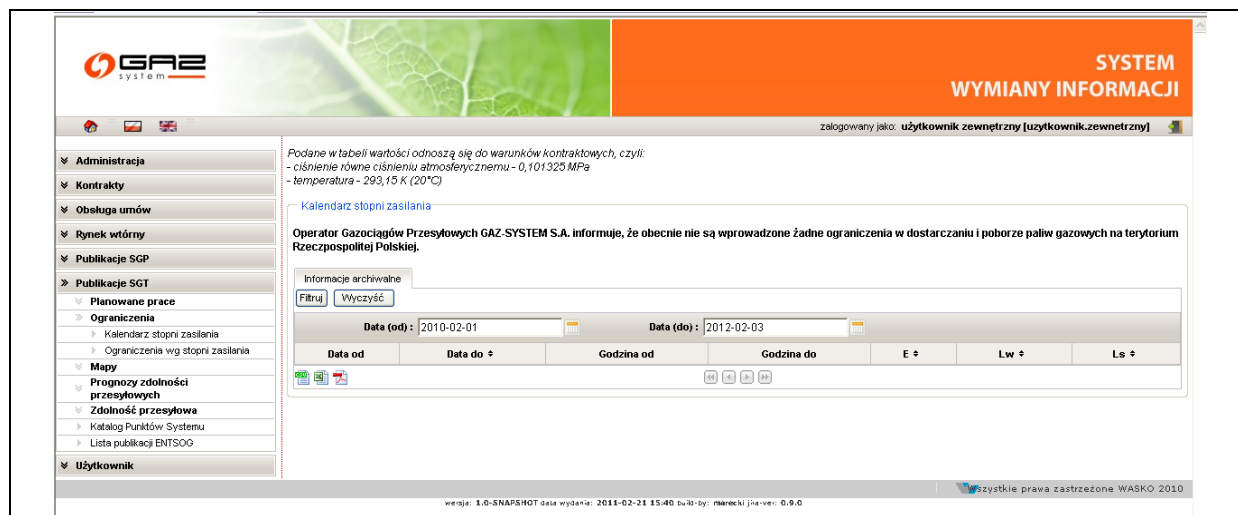 GAZ
system
SYSTEM
WYMIANY INFORMACJI
zalogowany jako: użytkownik zewnętrzny [uzytkownik.zewnetrzny]
Administracja
Kontrakty
Obsługa umów
Rynek wtórny
Publikacje SGP
Publikacje SGT
Planowane prace
Ograniczenia
Kalendarz stopni zasilania
Ograniczenia wg stopni zasilania
Mapy
Prognozy zdolności
przesyłowych
Zdolność przesyłowa
Katalog Punktów Systemu
Lista publikacji ENTSOG
Użytkownik
Podane w tabeli wartości odnoszą się do warunków kontraktowych, czyli:
- ciśnienie równe ciśnieniu atmosferycznemu - 0,101325 MPa
- temperatura - 293,15 K (20°C)
Kalendarz stopni zasilania
Operator Gazociągów Przesyłowych GAZ-SYSTEM S.A. informuje, że obecnie nie są wprowadzone żadne ograniczenia w dostarczaniu i poborze paliw gazowych na terytorium
Rzeczpospolitej Polskiej.
Informacje archiwalne
Filtruj Wyczyść
Data (od) : 2010-02-01 Data (do) : 2012-02-03
Data od Data do Godzina od Godzina do E Lw Ls
Wszystkie prawa zastrzeżone WASKO 2010
wersja: 1.0-SNAPSHOT data wydania: 2011-02-21 15:40 build-by: marecki jira-ver: 0.9.0